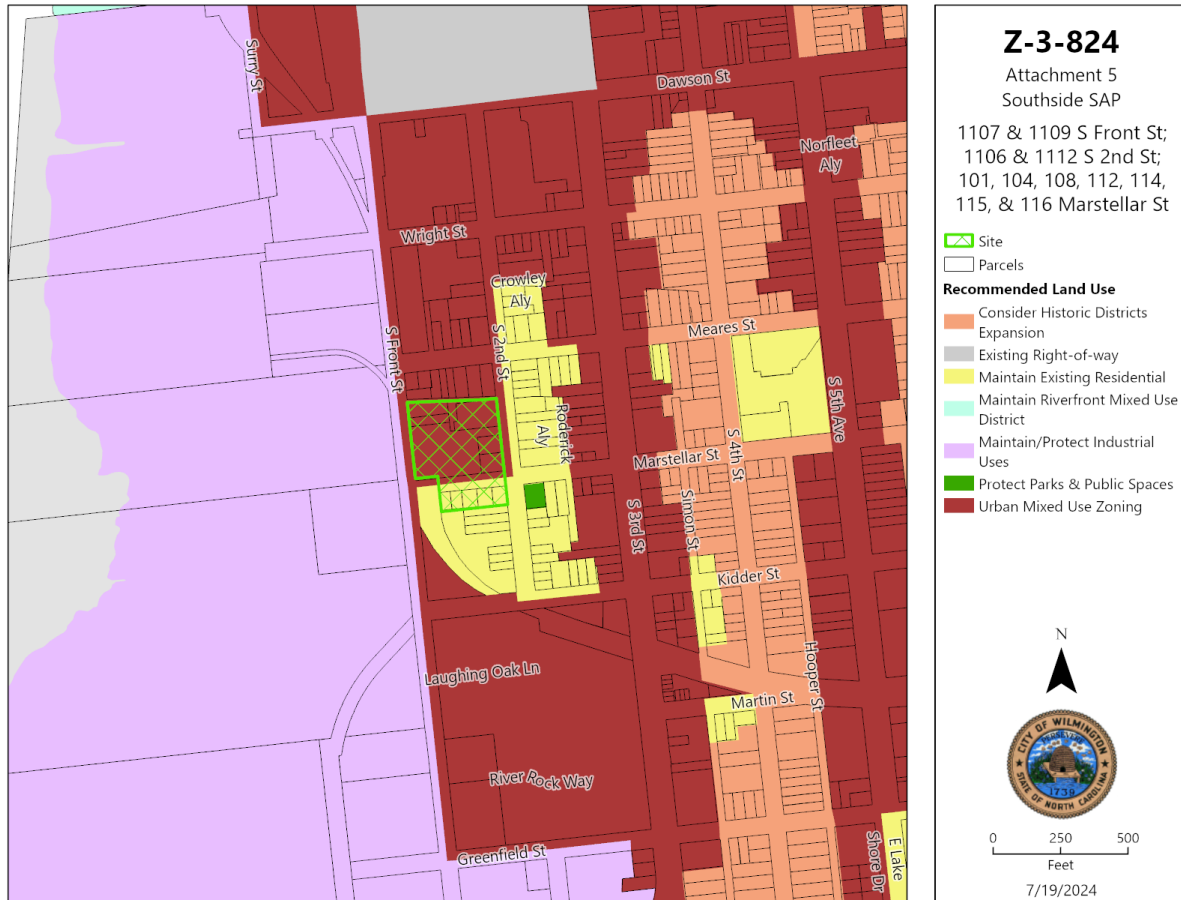 Surry St
Dawson St
Norfleet
Aly
Wright St
Crowley
Aly
Meares St
S Front St
S 2nd St
S 5th Ave
Roderick
Aly
S 4th St
Marstellar St
Simon St
S 3rd St
Kidder St
Hooper St
Laughing Oak Ln
Martin St
River Rock Way
Greenfield St
Shore Dr
E Lake
Z-3-824
Attachment 5
Southside SAP
1107 & 1109 S Front St;
1106 & 1112 S 2nd St;
101, 104, 108, 112, 114,
115, & 116 Marstellar St
Site
Parcels
Recommended Land Use
Consider Historic Districts
Expansion
Existing Right-of-way
Maintain Existing Residential
Maintain Riverfront Mixed Use
District
Maintain/Protect Industrial
Uses
Protect Parks & Public Spaces
Urban Mixed Use Zoning
N
CITY OF WILMINGTON
STATE OF NORTH CAROLINA
1739
0 250 500
Feet
7/19/2024